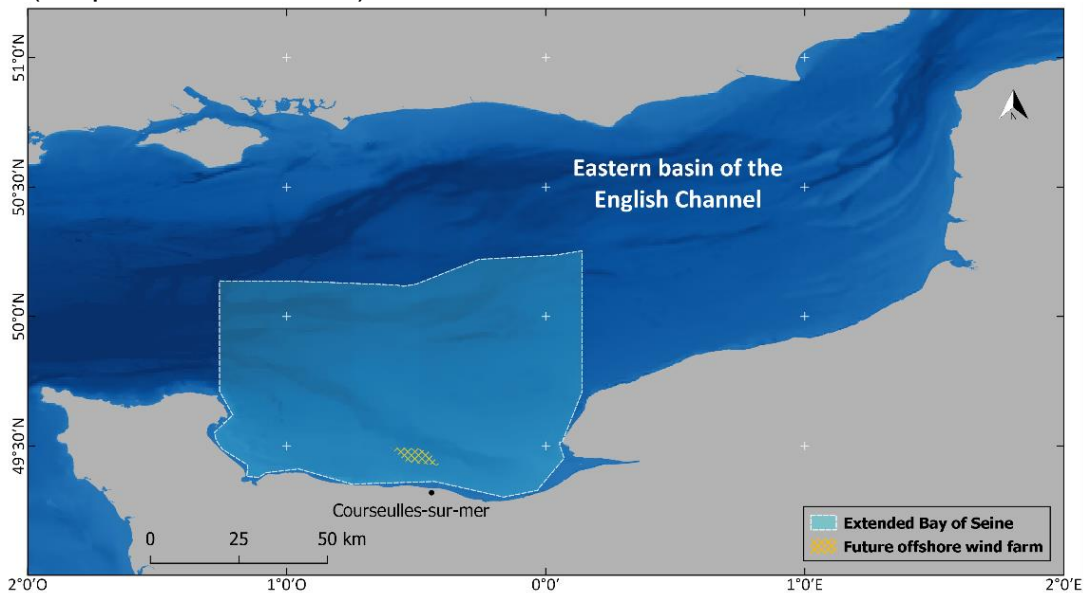 51°0'N
Eastern basin of the
English Channel
N
50°30'N
50°0'N
49°30'N
Courseulles-sur-mer
0 25 50 km
Extended Bay of Seine
Future offshore wind farm
2°0'O 1°0'O 0°0' 1°0'E 2°0'E